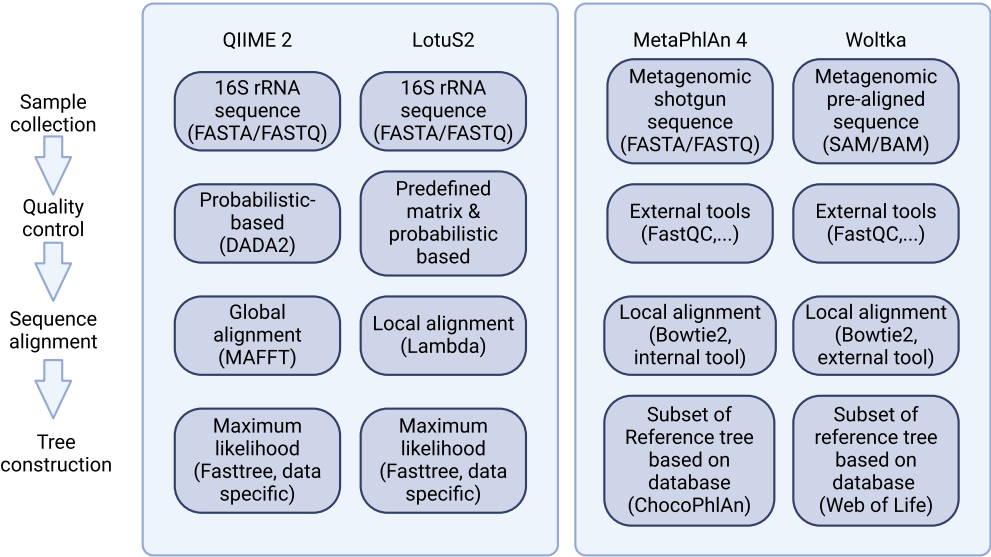 QIIME 2
LotuS2
MetaPhlAn 4
Woltka
Sample
collection
16S rRNA
sequence
(FASTA/FASTQ)
16S rRNA
sequence
(FASTA/FASTQ)
Metagenomic
shotgun
sequence
(FASTA/FASTQ)
Metagenomic
pre-aligned
sequence
(SAM/BAM)
Quality
control
Probabilistic-
based
(DADA2)
Predefined
matrix &
probabilistic
based
External tools
(FastQC,...)
External tools
(FastQC,...)
Sequence
alignment
Global
alignment
(MAFFT)
Local alignment
(Lambda)
Local alignment
(Bowtie2,
internal tool)
Local alignment
(Bowtie2,
external tool)
Tree
construction
Maximum
likelihood
(Fasttree, data
specific)
Maximum
likelihood
(Fasttree, data
specific)
Subset of
Reference tree
based on
database
(ChocoPhlAn)
Subset of
reference tree
based on
database
(Web of Life)